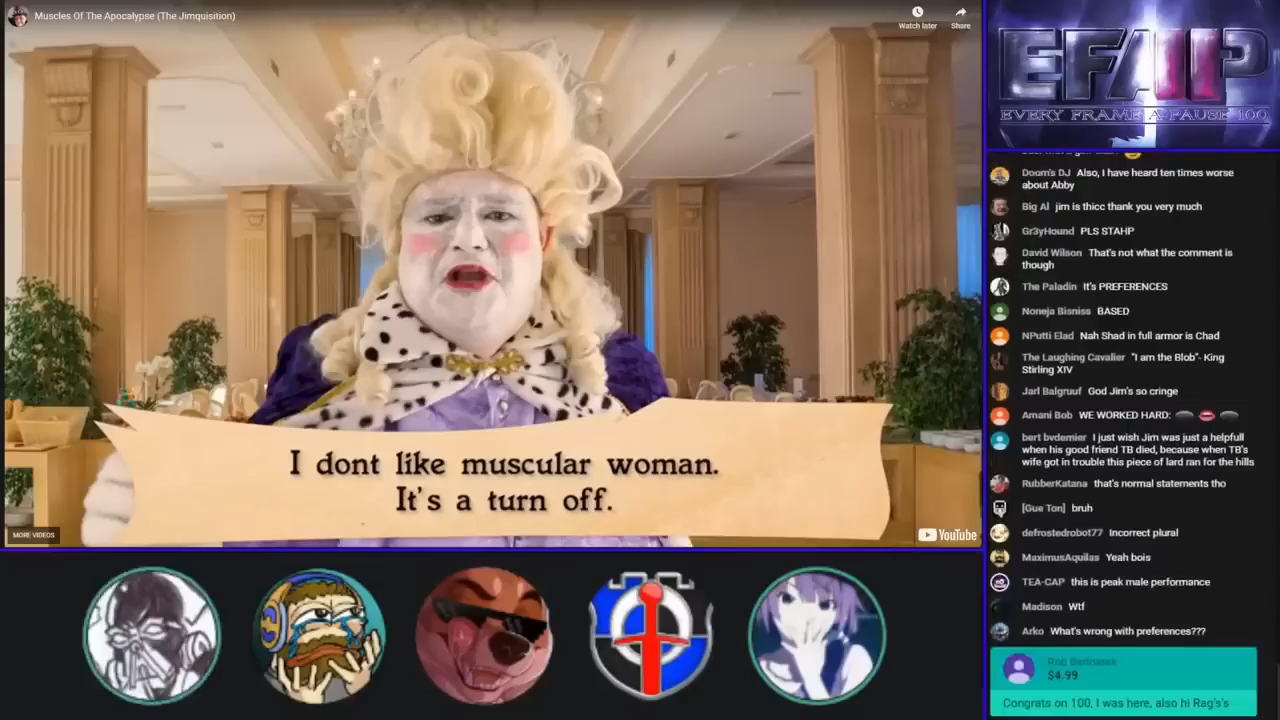 Muscles Of The Apocalypse (The Jimquisition)
Watch later
Share
I dont like muscular woman.
It's a turn off.
MORE VIDEOS
YouTube
EFAP
EVERY FRAME A PAUSE 100
Doom's DJ Also, I have heard ten times worse
about Abby
Big Al jim is thicc thank you very much
Gr3yHound PLS STAHP
David Wilson That's not what the comment is
though
The Paladin It's PREFERENCES
Noneja Bisniss BASED
NPutti Elad Nah Shad in full armor is Chad
The Laughing Cavalier "I am the Blob"- King
Stirling XIV
Jarl Balgruuf God Jim's so cringe
Amani Bob WE WORKED HARD:
bert bvdemier I just wish Jim was just a helpfull
when his good friend TB died, because when TB's
wife got in trouble this piece of lard ran for the hills
RubberKatana that's normal statements tho
[Gue Ton] bruh
defrostedrobot77 Incorrect plural
MaximusAquilas Yeah bois
TEA-CAP this is peak male performance
Madison Wtf
Arko What's wrong with preferences???
Rob
$4.99
Congrats on 100, I was here, also hi Rag's's